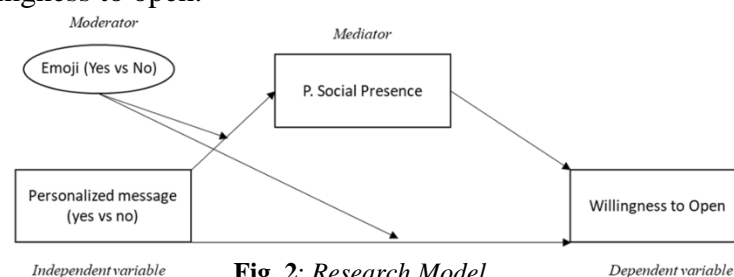 to open.
Moderator
Mediator
Emoji (Yes vs No)
P. Social Presence
Personalized message
(yes vs no)
Willingness to Open
Independent variable
Fig. 2: Research Model
Dependent variable